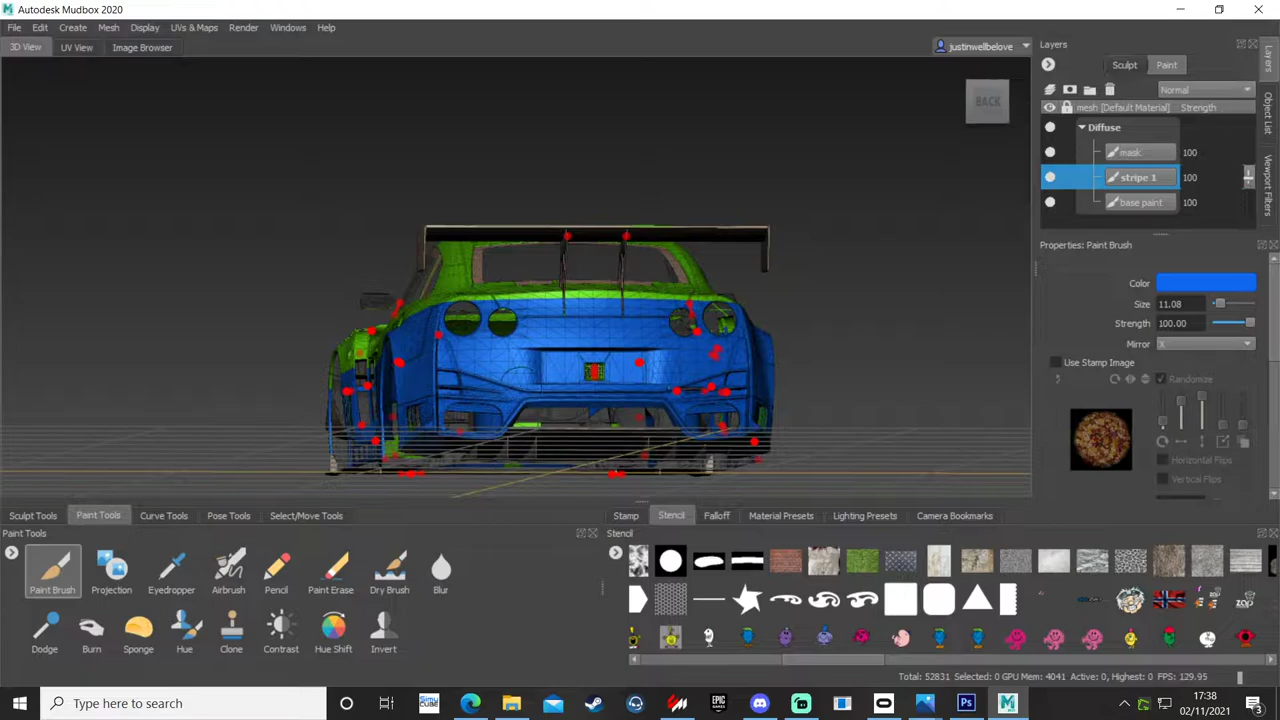 Autodesk Mudbox 2020
File Edit Create Mesh Display UVs & Maps Render Windows Help
3D View UV View Image Browser justinwellbelove
BACK
Layers
Sculpt Paint
Normal
mesh [Default Material] Strength
Diffuse
mask 100
stripe 1 100
base paint 100
Layers
Object List
Viewport Filters
Properties: Paint Brush
Color
Size 11.08
Strength 100.00
Mirror X
Use Stamp Image
Randomize
Horizontal Flips
Vertical Flips
Sculpt Tools Paint Tools Curve Tools Pose Tools Select/Move Tools
Stamp Stencil Falloff Material Presets Lighting Presets Camera Bookmarks
Paint Tools
Stencil
Paint Brush Projection Eyedropper Airbrush Pencil Paint Erase Dry Brush Blur
Dodge Burn Sponge Hue Clone Contrast Hue Shift Invert
Total: 52831 Selected: 0 GPU Mem: 4041 Active: 0, Highest: 0 FPS: 129.95
Type here to search
17:38
02/11/2021
3